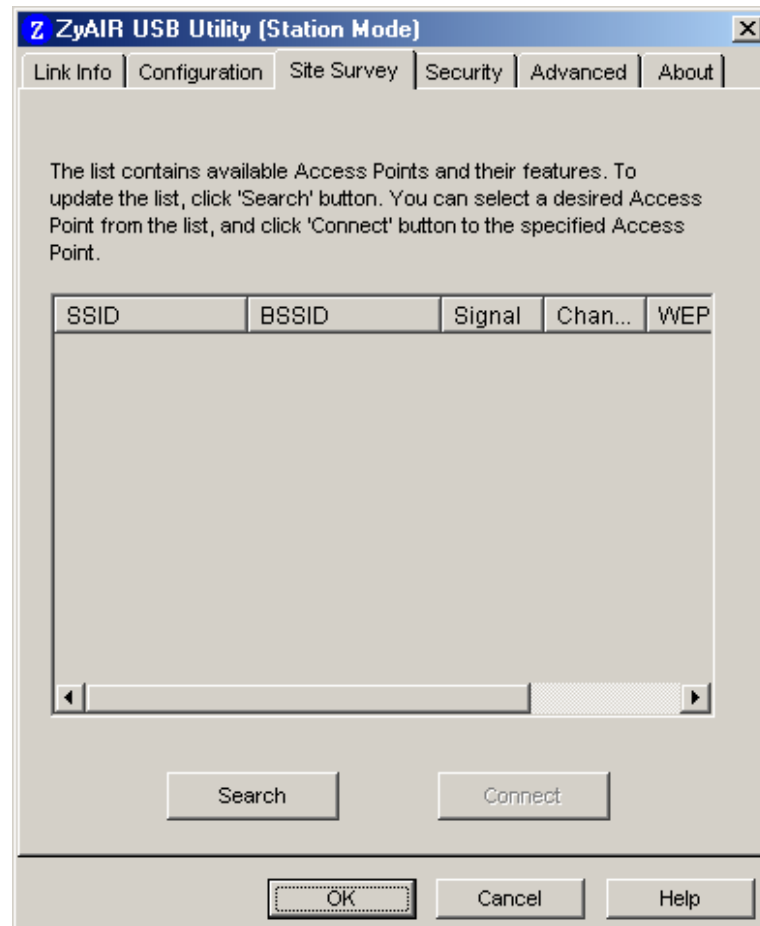 Z ZyAIR USB Utility (Station Mode)
Link Info Configuration Site Survey Security Advanced About
The list contains available Access Points and their features. To
update the list, click 'Search' button. You can select a desired Access
Point from the list, and click 'Connect' button to the specified Access
Point.
SSID BSSID Signal Chan... WEP
Search Connect
OK Cancel Help